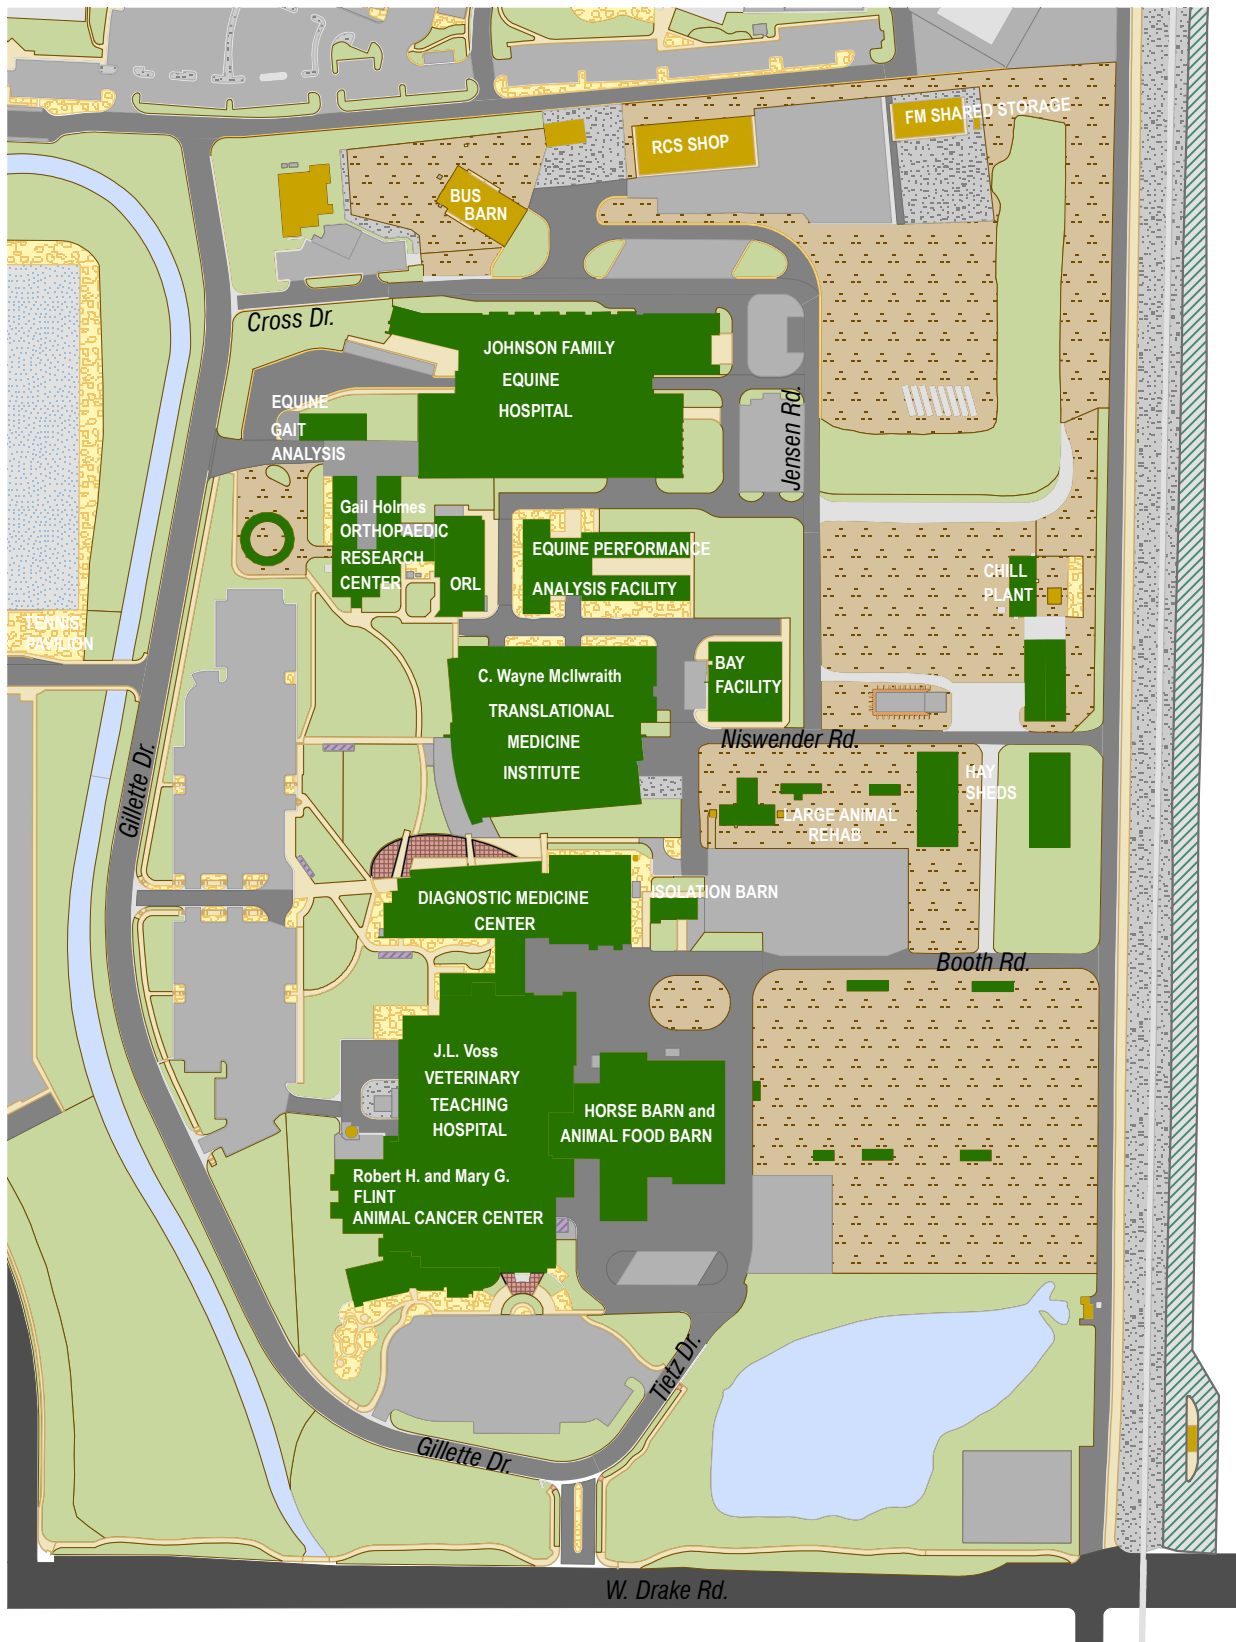 FM SHARED STORAGE
RCS SHOP
BUS
BARN
Cross Dr.
JOHNSON FAMILY
EQUINE
HOSPITAL
EQUINE
GAIT
ANALYSIS
Jensen Rd.
Gail Holmes
ORTHOPAEDIC
RESEARCH
CENTER
ORL
EQUINE PERFORMANCE
ANALYSIS FACILITY
CHILL
PLANT
TENNIS
PAVILION
C. Wayne McIlwraith
TRANSLATIONAL
MEDICINE
INSTITUTE
BAY
FACILITY
Niswender Rd.
Gillette Dr.
HAY
SHEDS
LARGE ANIMAL
REHAB
DIAGNOSTIC MEDICINE
CENTER
ISOLATION BARN
Booth Rd.
J.L. Voss
VETERINARY
TEACHING
HOSPITAL
HORSE BARN and
ANIMAL FOOD BARN
Robert H. and Mary G.
FLINT
ANIMAL CANCER CENTER
Tietz Dr.
Gillette Dr.
W. Drake Rd.